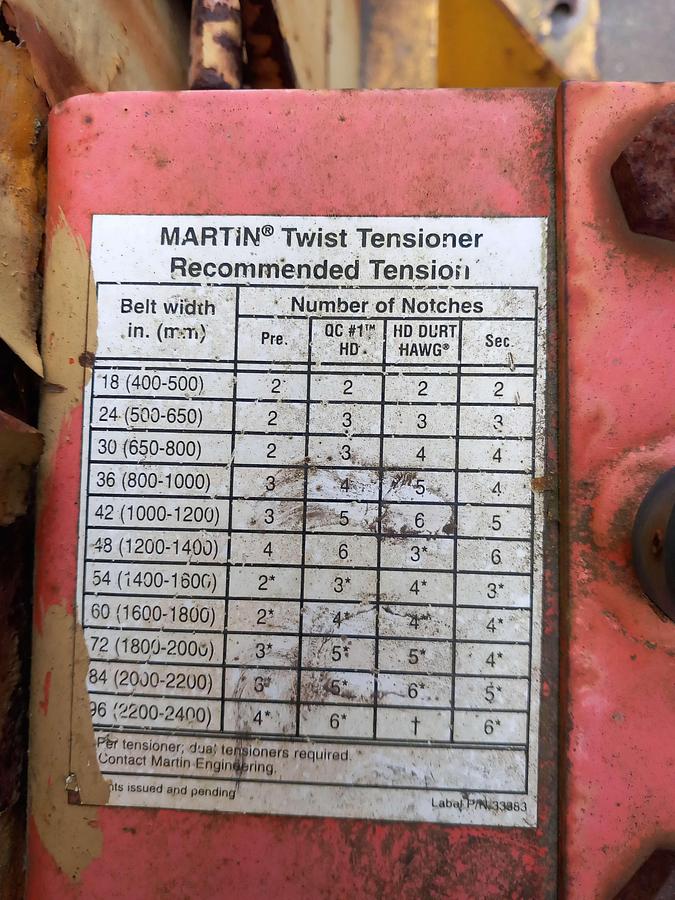 MARTIN® Twist Tensioner
Recommended Tension
Belt width in. (mm) Number of Notches
Pre. QC #1™ HD HD DURT HAWG® Sec.
18 (400-500) 2 2 2 2
24 (500-650) 2 3 3 3
30 (650-800) 2 3 4 4
36 (800-1000) 3 4 5 4
42 (1000-1200) 3 5 6 5
48 (1200-1400) 4 6 3* 6
54 (1400-1600) 2* 3* 4* 3*
60 (1600-1800) 2* 4* 4* 4*
72 (1800-2000) 3* 5* 5* 4*
84 (2000-2200) 3* 5* 6* 5*
96 (2200-2400) 4* 6* † 6*
Per tensioner; dual tensioners required.
Contact Martin Engineering.
issued and pending
Label P/N 33983